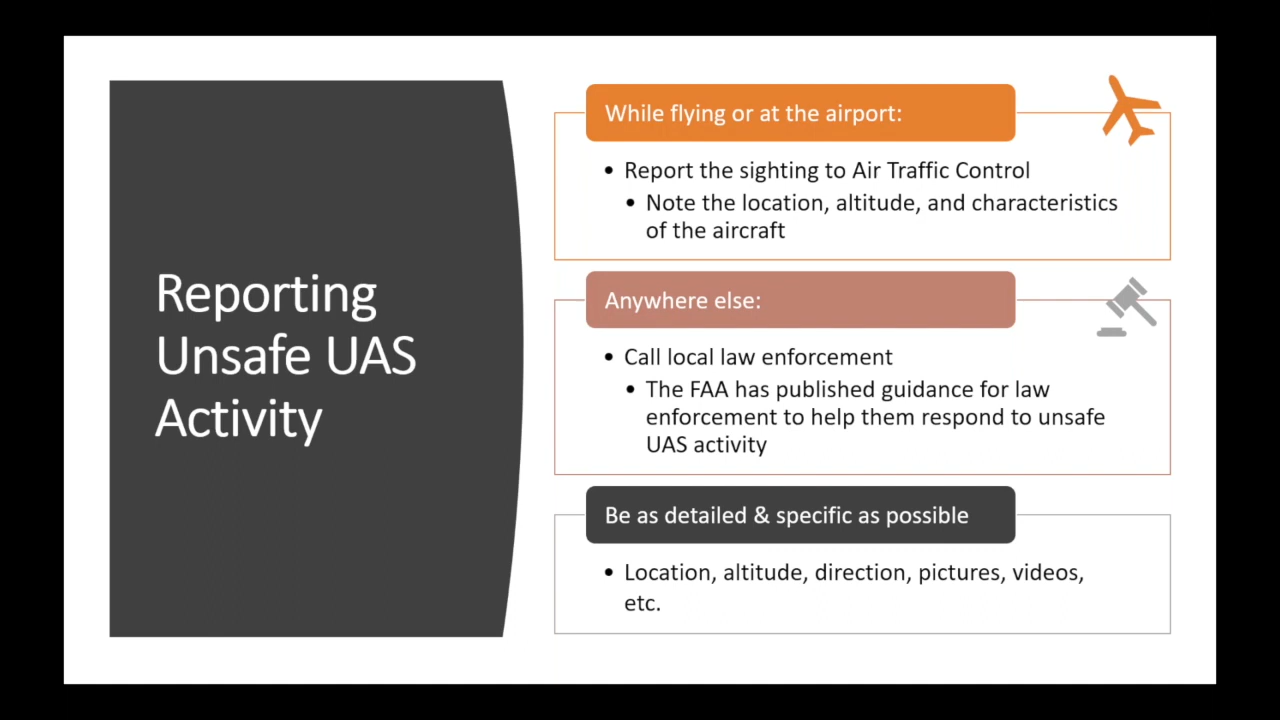 Reporting
Unsafe UAS
Activity
While flying or at the airport:
• Report the sighting to Air Traffic Control
• Note the location, altitude, and characteristics
of the aircraft
Anywhere else:
• Call local law enforcement
• The FAA has published guidance for law
enforcement to help them respond to unsafe
UAS activity
Be as detailed & specific as possible
• Location, altitude, direction, pictures, videos,
etc.